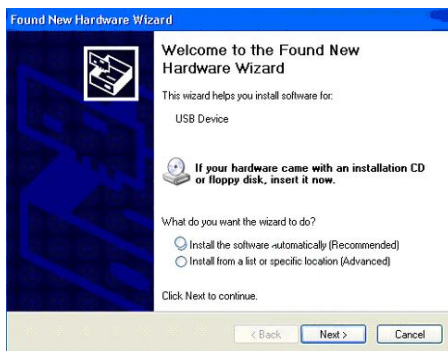 Found New Hardware Wizard
Welcome to the Found New
Hardware Wizard
This wizard helps you install software for:
USB Device
If your hardware came with an installation CD
or floppy disk, insert it now.
What do you want the wizard to do?
Install the software automatically (Recommended)
Install from a list or specific location (Advanced)
Click Next to continue.
< Back Next > Cancel